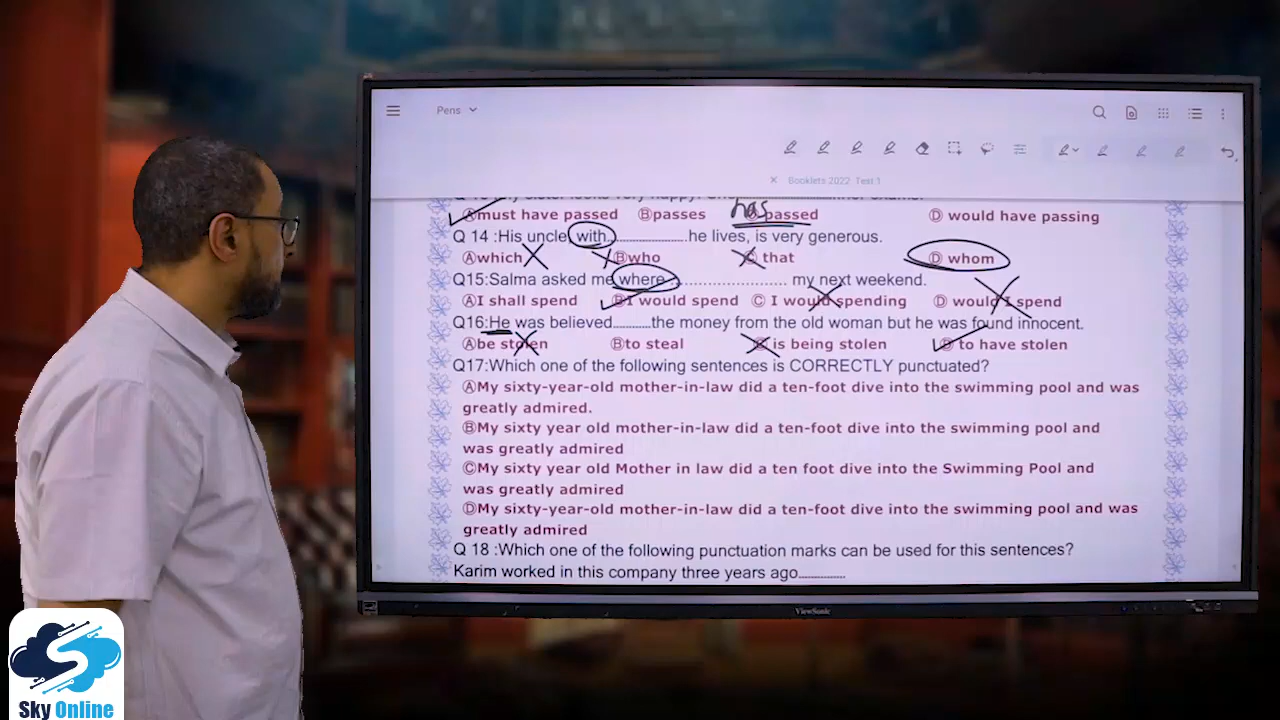 Pens
Booklets 2022 Test 1
has
Ⓐmust have passed Ⓑpasses Ⓒ passed Ⓓ would have passing
Q 14 :His uncle, with....................he lives, is very generous.
Ⓐwhich Ⓑwho Ⓒ that Ⓓ whom
Q15:Salma asked me where .......................... my next weekend.
ⒶI shall spend ⒷI would spend Ⓒ I would spending Ⓓ would I spend
Q16:He was believed..........the money from the old woman but he was found innocent.
Ⓐbe stolen Ⓑto steal Ⓒ is being stolen Ⓓ to have stolen
Q17:Which one of the following sentences is CORRECTLY punctuated?
ⒶMy sixty-year-old mother-in-law did a ten-foot dive into the swimming pool and was
greatly admired.
ⒷMy sixty year old mother-in-law did a ten-foot dive into the swimming pool and
was greatly admired
ⒸMy sixty year old Mother in law did a ten foot dive into the Swimming Pool and
was greatly admired
ⒹMy sixty-year-old mother-in-law did a ten-foot dive into the swimming pool and was
greatly admired
Q 18 :Which one of the following punctuation marks can be used for this sentences?
Karim worked in this company three years ago............
ViewSonic
Sky Online